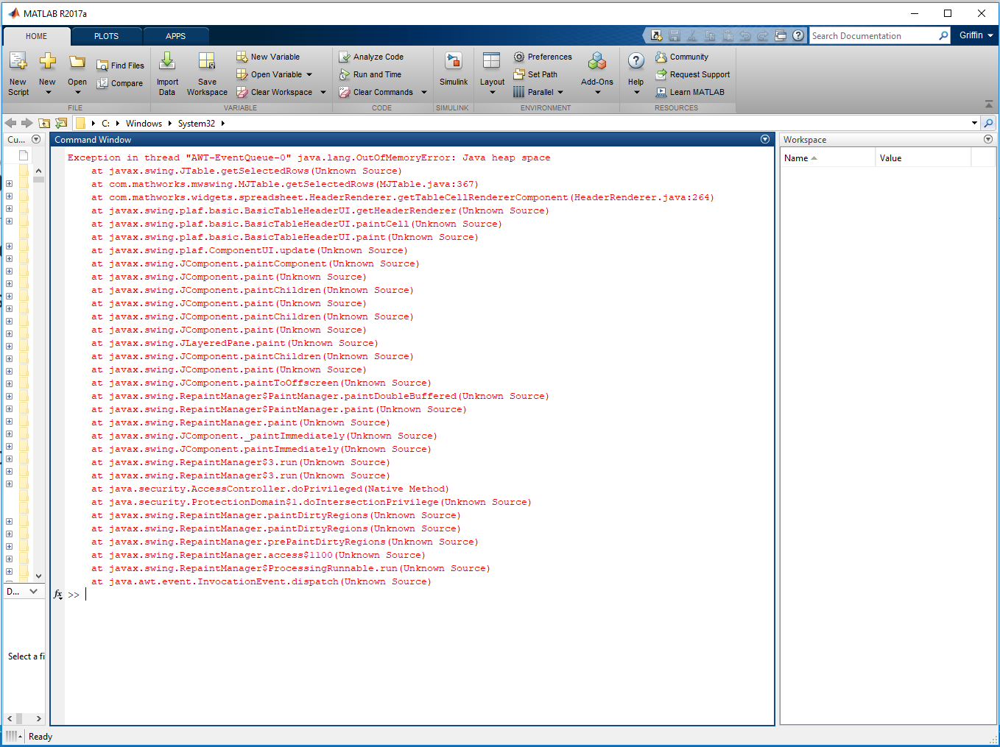 MATLAB R2017a
HOME
PLOTS
APPS
Search Documentation
Griffin
New Script
New
Open
Find Files
Compare
FILE
Import Data
Save Workspace
New Variable
Open Variable
Clear Workspace
VARIABLE
Analyze Code
Run and Time
Clear Commands
CODE
Simulink
SIMULINK
Layout
Preferences
Set Path
Parallel
Add-Ons
ENVIRONMENT
Help
Community
Request Support
Learn MATLAB
RESOURCES
C: Windows System32
Cu...
Command Window
Exception in thread "AWT-EventQueue-0" java.lang.OutOfMemoryError: Java heap space
at javax.swing.JTable.getSelectedRows(Unknown Source)
at com.mathworks.mwswing.MJTable.getSelectedRows(MJTable.java:367)
at com.mathworks.widgets.spreadsheet.HeaderRenderer.getTableCellRendererComponent(HeaderRenderer.java:264)
at javax.swing.plaf.basic.BasicTableHeaderUI.getHeaderRenderer(Unknown Source)
at javax.swing.plaf.basic.BasicTableHeaderUI.paintCell(Unknown Source)
at javax.swing.plaf.basic.BasicTableHeaderUI.paint(Unknown Source)
at javax.swing.plaf.ComponentUI.update(Unknown Source)
at javax.swing.JComponent.paintComponent(Unknown Source)
at javax.swing.JComponent.paint(Unknown Source)
at javax.swing.JComponent.paintChildren(Unknown Source)
at javax.swing.JComponent.paint(Unknown Source)
at javax.swing.JComponent.paintChildren(Unknown Source)
at javax.swing.JComponent.paint(Unknown Source)
at javax.swing.JLayeredPane.paint(Unknown Source)
at javax.swing.JComponent.paintChildren(Unknown Source)
at javax.swing.JComponent.paint(Unknown Source)
at javax.swing.JComponent.paintToOffscreen(Unknown Source)
at javax.swing.RepaintManager$PaintManager.paintDoubleBuffered(Unknown Source)
at javax.swing.RepaintManager$PaintManager.paint(Unknown Source)
at javax.swing.RepaintManager.paint(Unknown Source)
at javax.swing.JComponent._paintImmediately(Unknown Source)
at javax.swing.JComponent.paintImmediately(Unknown Source)
at javax.swing.RepaintManager$3.run(Unknown Source)
at javax.swing.RepaintManager$3.run(Unknown Source)
at java.security.AccessController.doPrivileged(Native Method)
at java.security.ProtectionDomain$1.doIntersectionPrivilege(Unknown Source)
at javax.swing.RepaintManager.paintDirtyRegions(Unknown Source)
at javax.swing.RepaintManager.paintDirtyRegions(Unknown Source)
at javax.swing.RepaintManager.prePaintDirtyRegions(Unknown Source)
at javax.swing.RepaintManager.access$1100(Unknown Source)
at javax.swing.RepaintManager$ProcessingRunnable.run(Unknown Source)
at java.awt.event.InvocationEvent.dispatch(Unknown Source)
fx >>
Workspace
Name
Value
D...
Select a fi
Ready